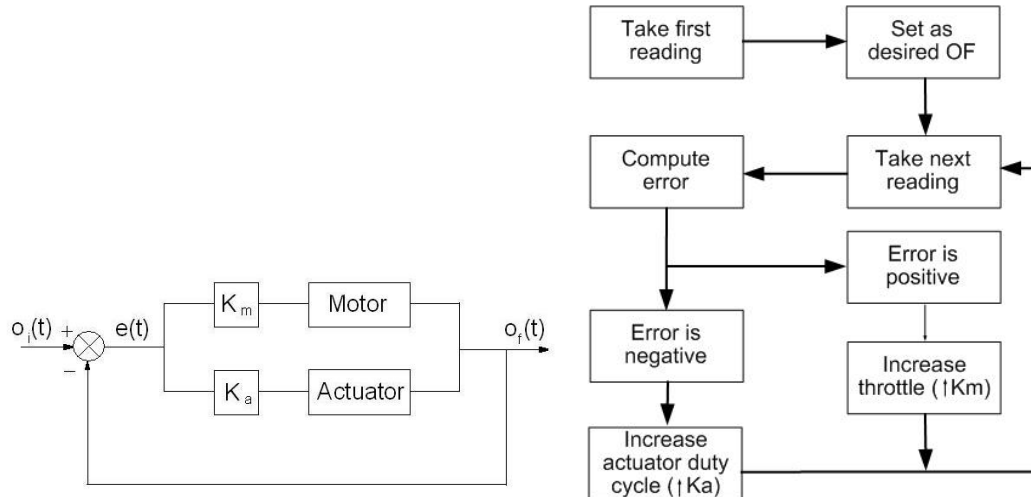 o_i(t)
+
−
e(t)
K_m
Motor
K_a
Actuator
o_f(t)
Take first
reading
Set as
desired OF
Compute
error
Take next
reading
Error is
positive
Error is
negative
Increase
throttle (↑Km)
Increase
actuator duty
cycle (↑Ka)